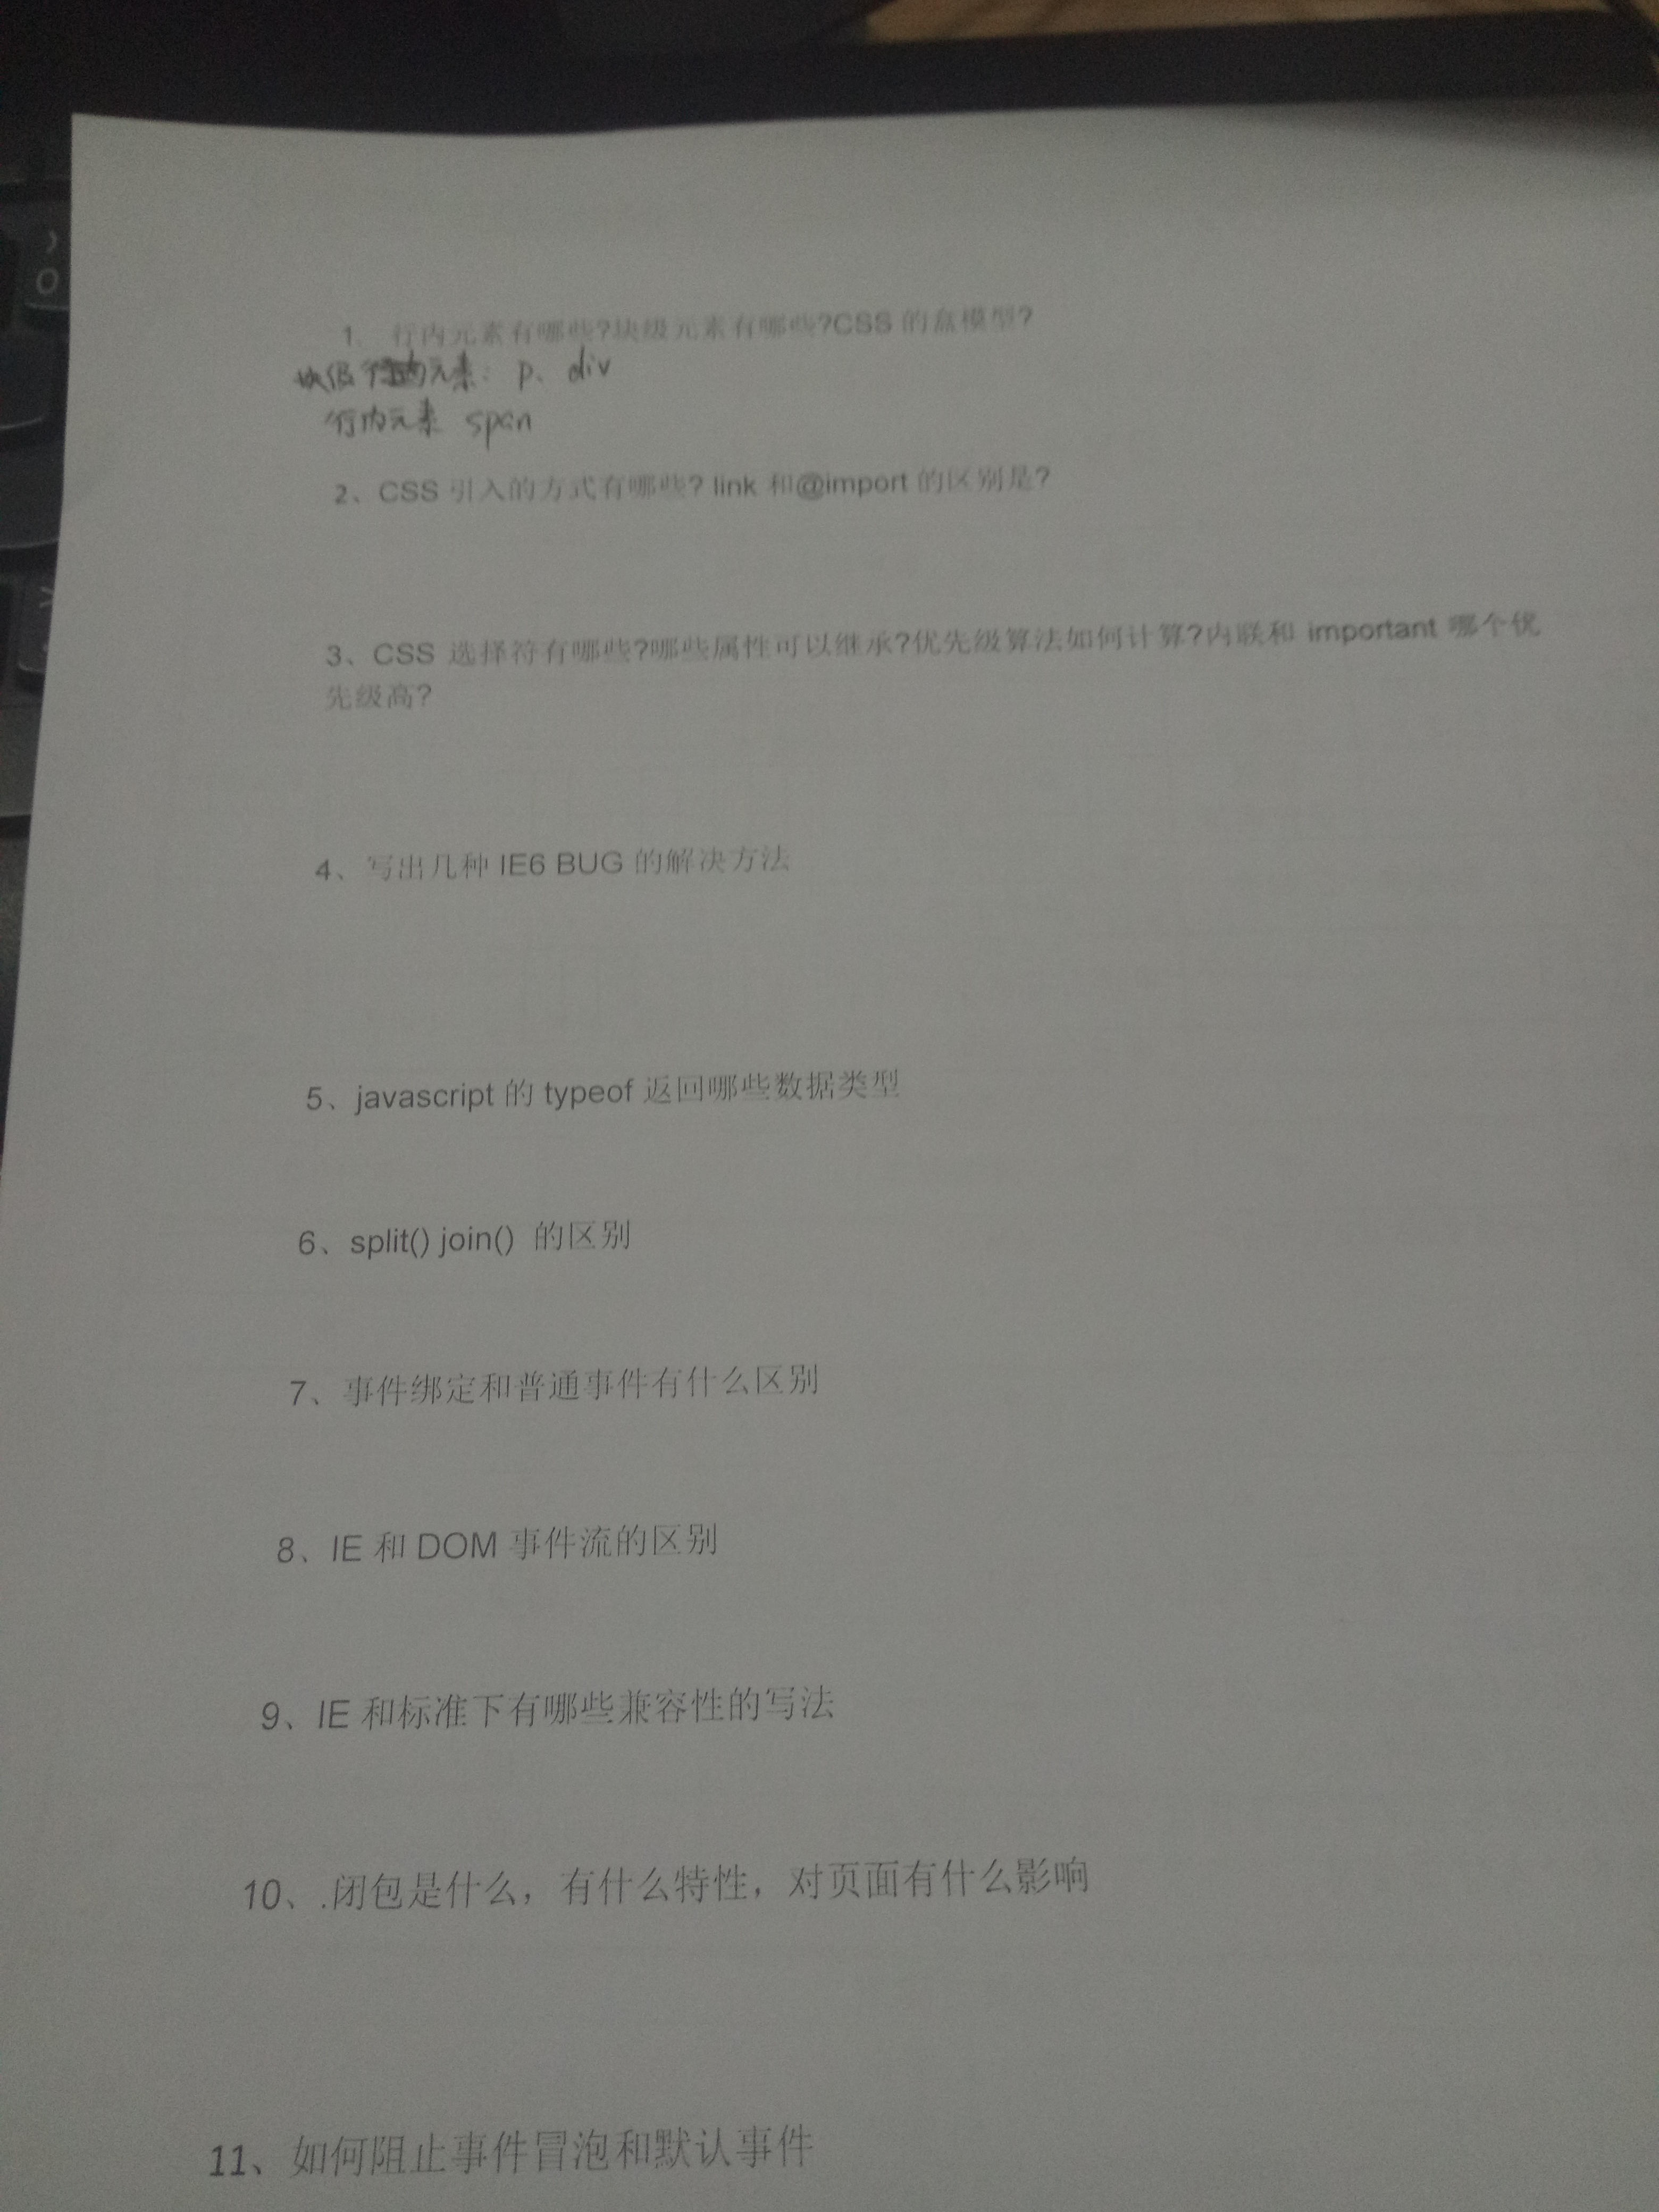 1、 行内元素有哪些?块级元素有哪些?CSS 的盒模型?
块级元素: p、div
行内元素 span
2、CSS 引入的方式有哪些? link 和@import 的区别是?
3、CSS 选择符有哪些?哪些属性可以继承?优先级算法如何计算?内联和 important 哪个优
先级高?
4、写出几种 IE6 BUG 的解决方法
5、javascript 的 typeof 返回哪些数据类型
6、split() join() 的区别
7、事件绑定和普通事件有什么区别
8、IE 和 DOM 事件流的区别
9、IE 和标准下有哪些兼容性的写法
10、.闭包是什么，有什么特性，对页面有什么影响
11、如何阻止事件冒泡和默认事件